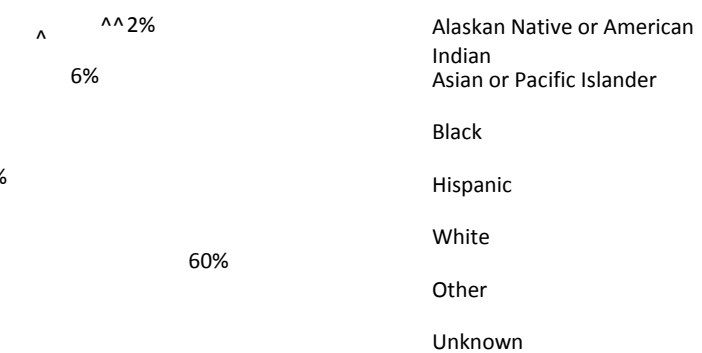 ^^2%
^
6%
%
60%
Alaskan Native or American
Indian
Asian or Pacific Islander
Black
Hispanic
White
Other
Unknown